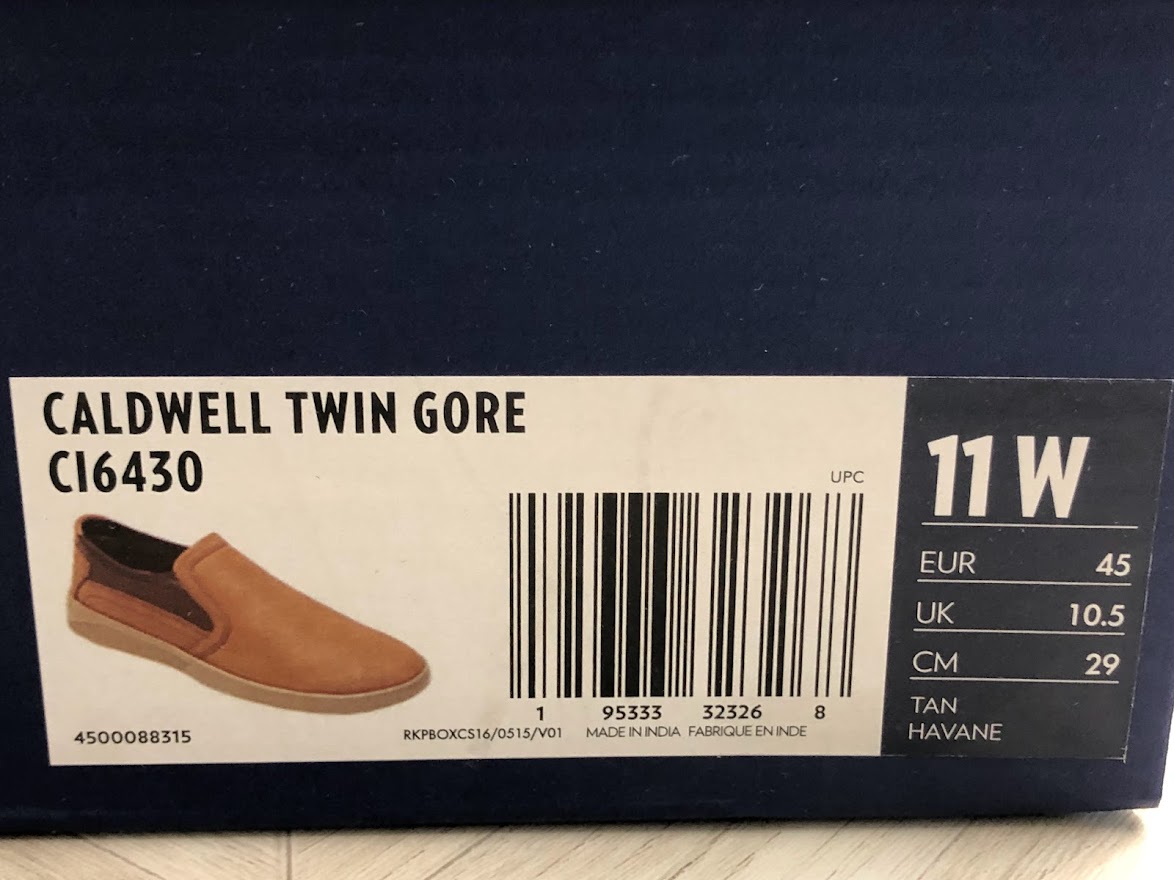 CALDWELL TWIN GORE
CI6430
UPC
1 95333 32326 8
4500088315
RKPBOXCS16/0515/V01 MADE IN INDIA FABRIQUE EN INDE
11 W
EUR 45
UK 10.5
CM 29
TAN
HAVANE